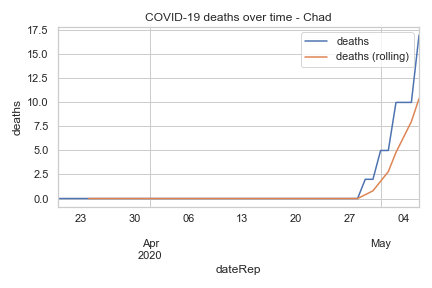 COVID-19 deaths over time - Chad
deaths
deaths (rolling)
17.5
15.0
12.5
10.0
7.5
5.0
2.5
0.0
deaths
23
30
06
13
20
27
04
Apr
2020
May
dateRep